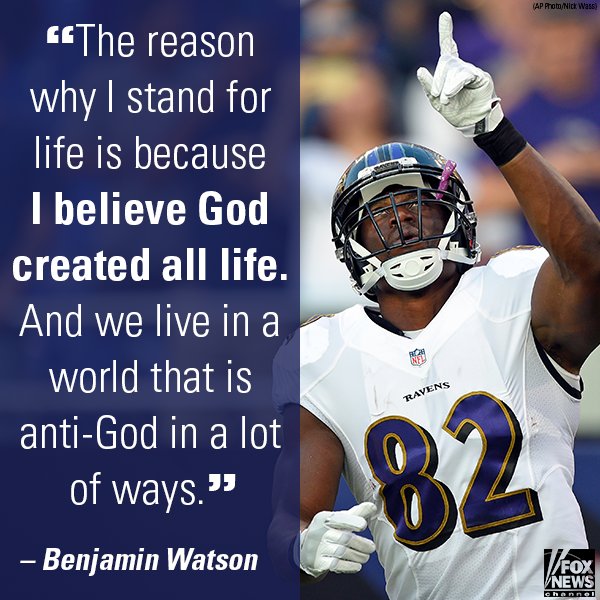 (AP Photo/Nick Wass)
“The reason
why I stand for
life is because
I believe God
created all life.
And we live in a
world that is
anti-God in a lot
of ways.”
– Benjamin Watson
NFL
RAVENS
82
FOX
NEWS
channel